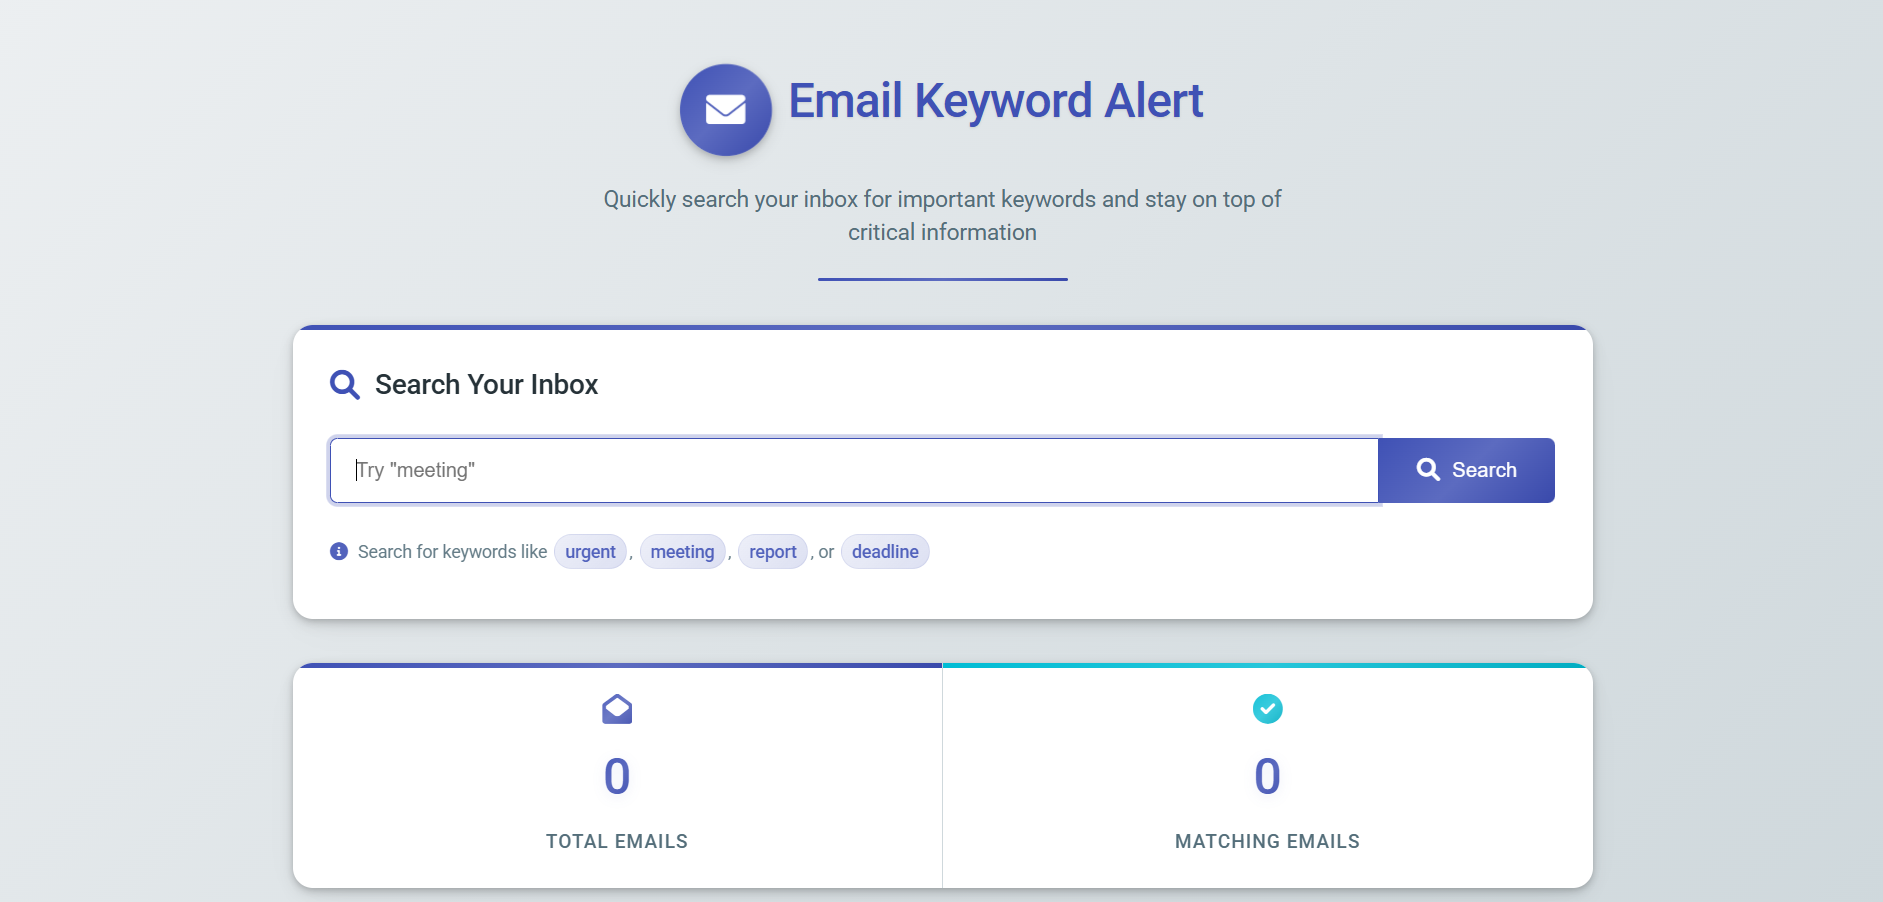 Email Keyword Alert
Quickly search your inbox for important keywords and stay on top of
critical information
Search Your Inbox
Try "meeting"
Search
Search for keywords like urgent, meeting, report, or deadline
0
TOTAL EMAILS
0
MATCHING EMAILS